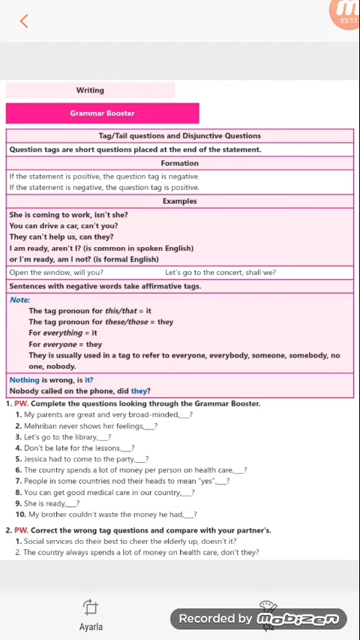 55:11
Writing
Grammar Booster
Tag/Tail questions and Disjunctive Questions
Question tags are short questions placed at the end of the statement.
Formation
If the statement is positive, the question tag is negative.
If the statement is negative, the question tag is positive.
Examples
She is coming to work, isn't she?
You can drive a car, can't you?
They can't help us, can they?
I am ready, aren't I? (is common in spoken English)
or I'm ready, am I not? (is formal English)
Open the window, will you? Let's go to the concert, shall we?
Sentences with negative words take affirmative tags.
Note:
The tag pronoun for this/that = it
The tag pronoun for these/those = they
For everything = it
For everyone = they
They is usually used in a tag to refer to everyone, everybody, someone, somebody, no
one, nobody.
Nothing is wrong, is it?
Nobody called on the phone, did they?
1. PW. Complete the questions looking through the Grammar Booster.
1. My parents are great and very broad-minded,___?
2. Mehriban never shows her feelings,___?
3. Let's go to the library,___?
4. Don't be late for the lessons,___?
5. Jessica had to come to the party,___?
6. The country spends a lot of money per person on health care,___?
7. People in some countries nod their heads to mean "yes",___?
8. You can get good medical care in our country,___?
9. She is ready,___?
10. My brother couldn't waste the money he had,___?
2. PW. Correct the wrong tag questions and compare with your partner's.
1. Social services do their best to cheer the elderly up, doesn't it?
2. The country always spends a lot of money on health care, don't they?
Ayarla
Çiz
Recorded by mobizen